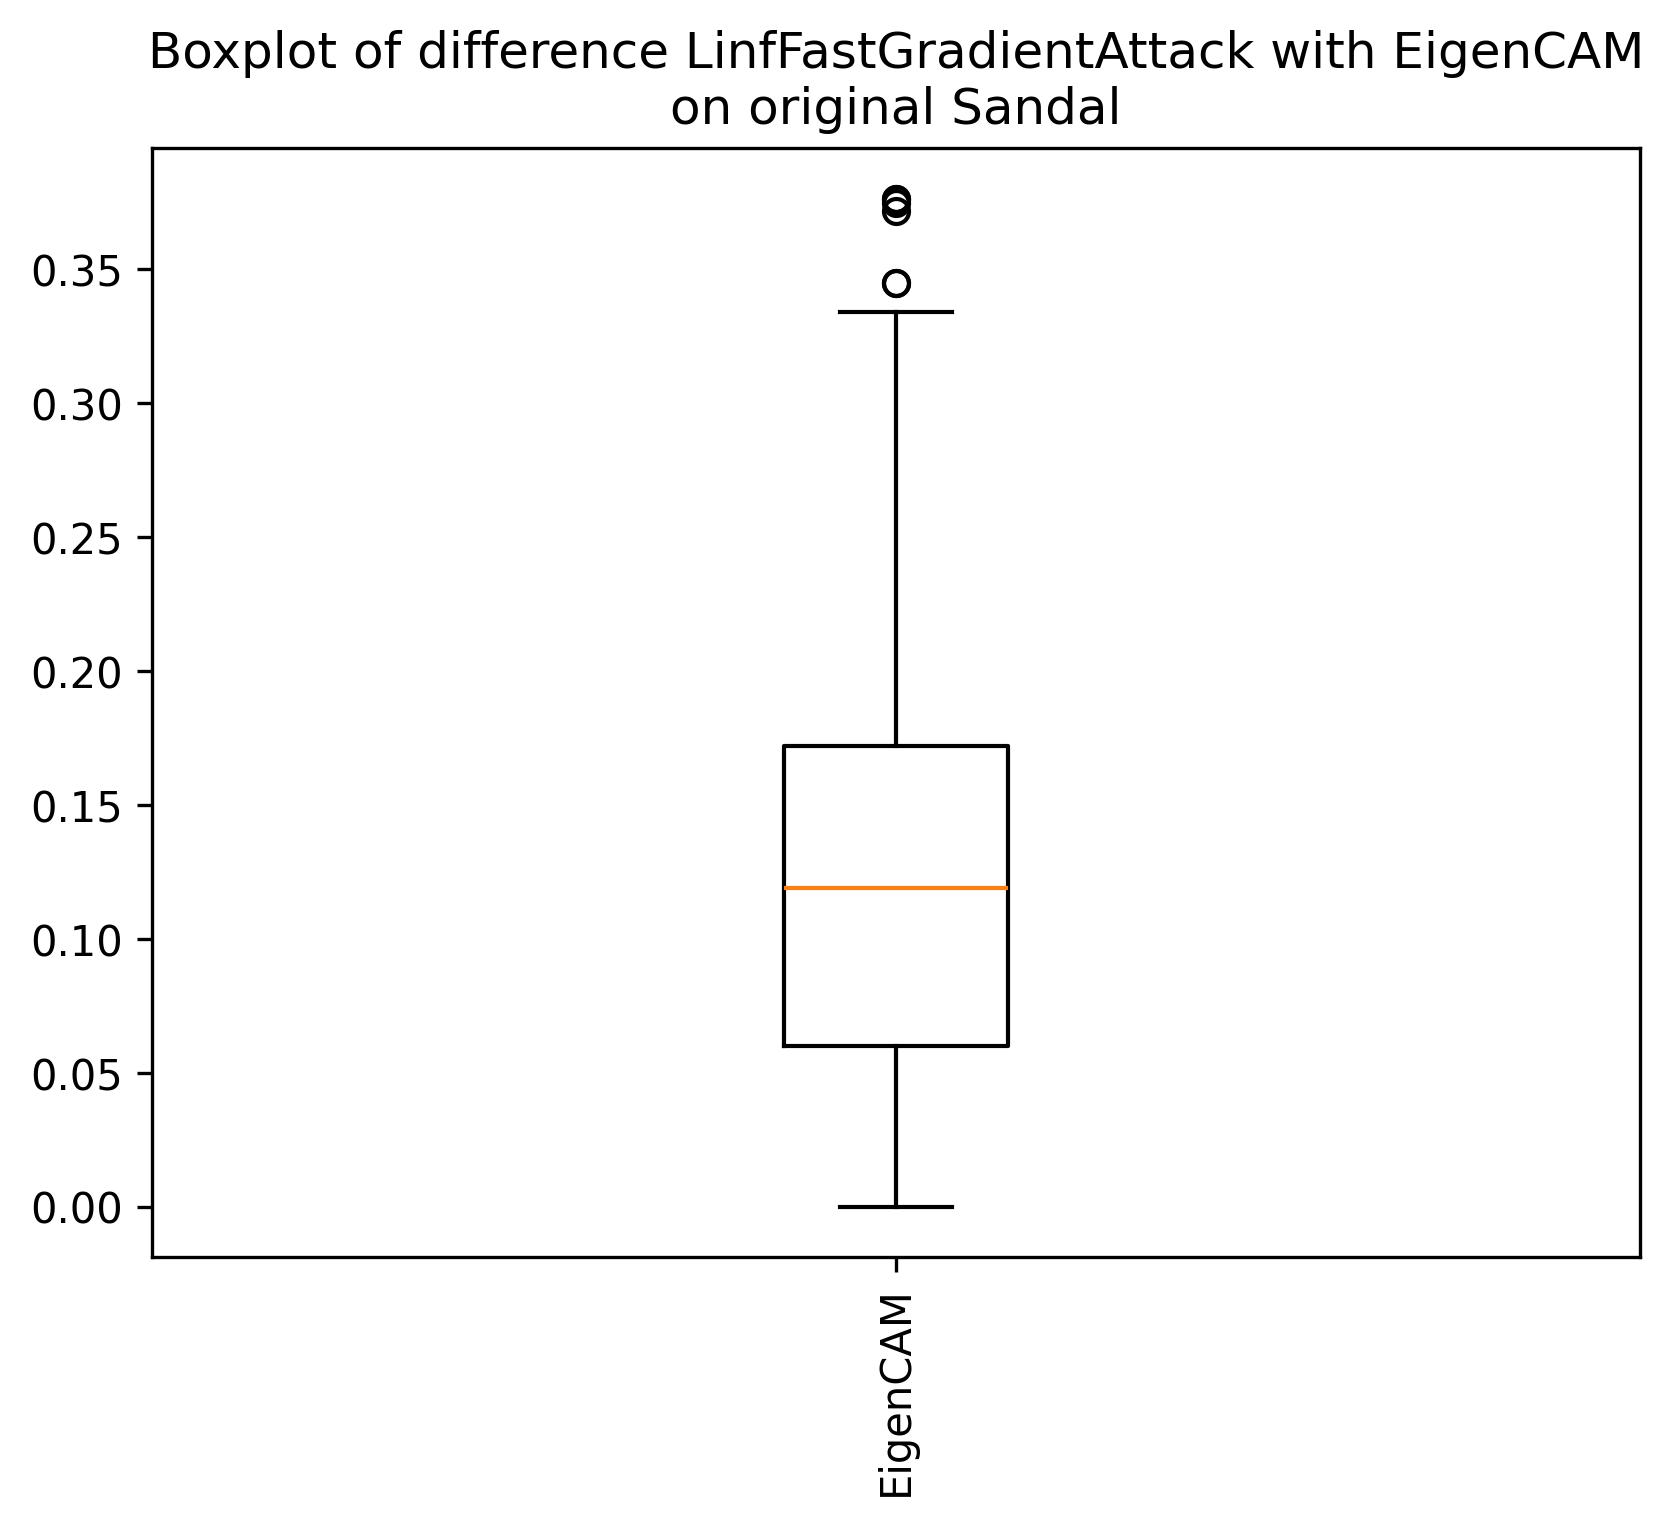 Boxplot of difference LinfFastGradientAttack with EigenCAM
on original Sandal
0.35
0.30
0.25
0.20
0.15
0.10
0.05
0.00
EigenCAM